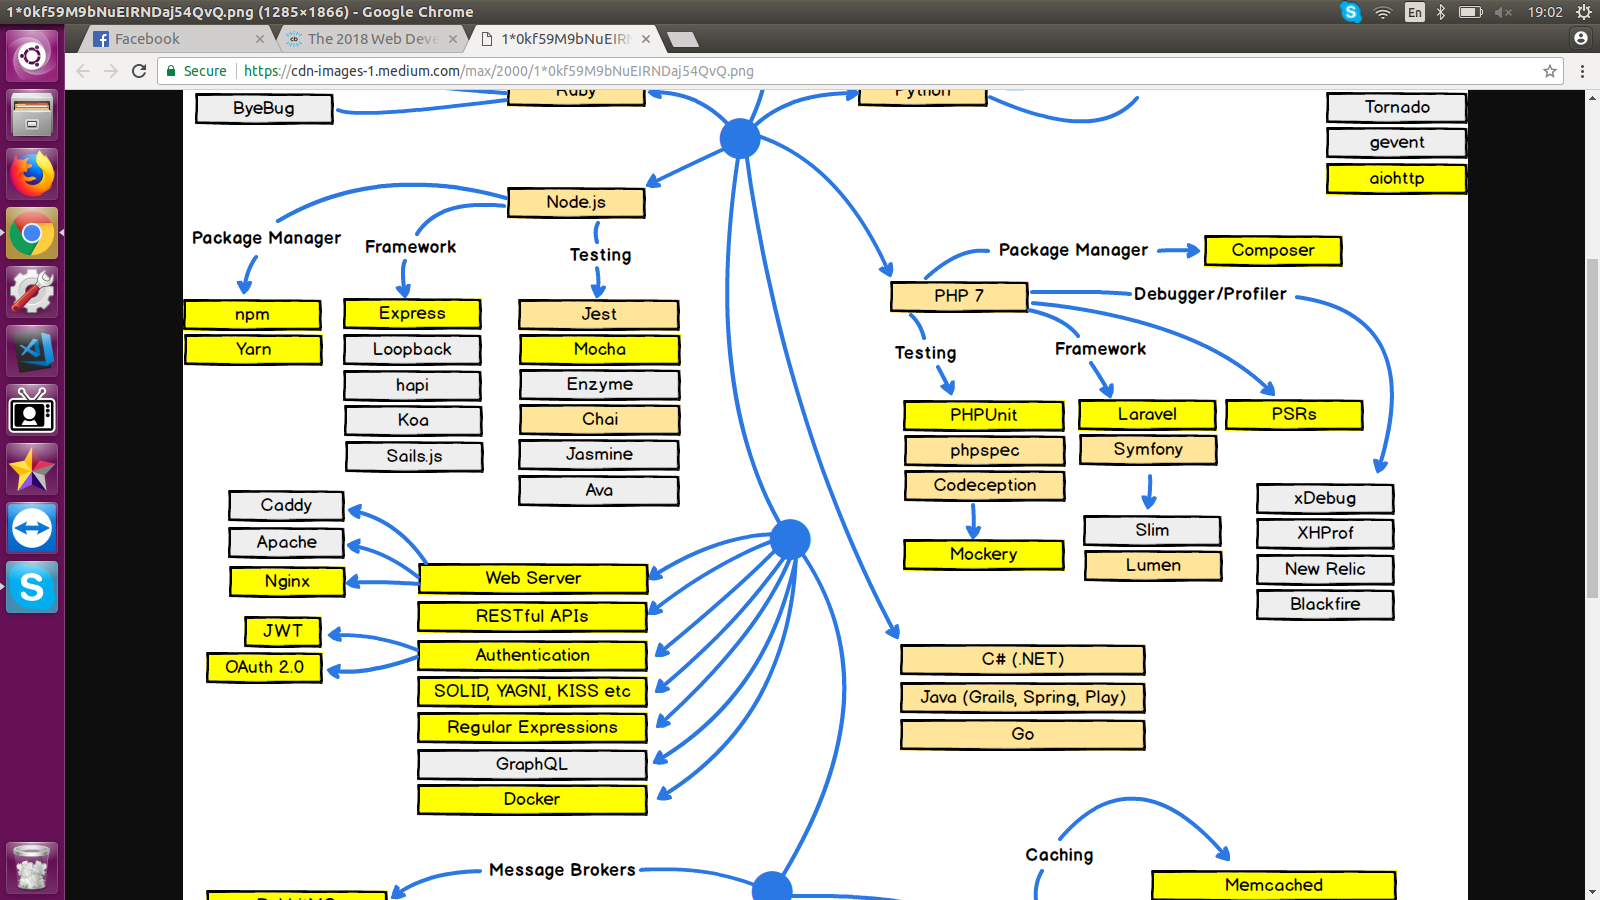 1*0kf59M9bNuEIRNDaj54QvQ.png (1285×1866) - Google Chrome
En
19:02
Facebook
The 2018 Web Deve
1*0kf59M9bNuEIRN
Secure
https://cdn-images-1.medium.com/max/2000/1*0kf59M9bNuEIRNDaj54QvQ.png
Ruby
Python
ByeBug
Tornado
gevent
aiohttp
Node.js
Package Manager
Framework
Testing
npm
Yarn
Express
Loopback
hapi
Koa
Sails.js
Jest
Mocha
Enzyme
Chai
Jasmine
Ava
PHP 7
Package Manager
Composer
Debugger/Profiler
Testing
Framework
PHPUnit
phpspec
Codeception
Mockery
Laravel
Symfony
Slim
Lumen
PSRs
xDebug
XHProf
New Relic
Blackfire
Caddy
Apache
Nginx
JWT
OAuth 2.0
Web Server
RESTful APIs
Authentication
SOLID, YAGNI, KISS etc
Regular Expressions
GraphQL
Docker
C# (.NET)
Java (Grails, Spring, Play)
Go
Message Brokers
Caching
Memcached